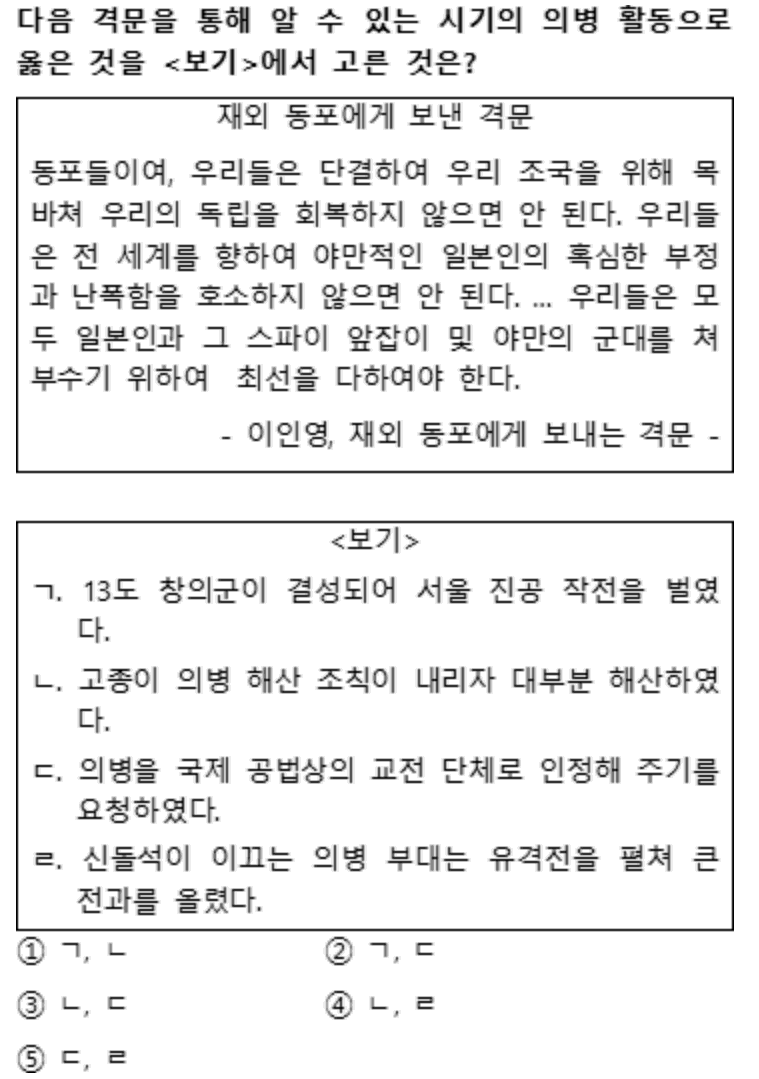 다음 격문을 통해 알 수 있는 시기의 의병 활동으로
옳은 것을 <보기>에서 고른 것은?
재외 동포에게 보낸 격문
동포들이여, 우리들은 단결하여 우리 조국을 위해 목
바쳐 우리의 독립을 회복하지 않으면 안 된다. 우리들
은 전 세계를 향하여 야만적인 일본인의 혹심한 부정
과 난폭함을 호소하지 않으면 안 된다. ... 우리들은 모
두 일본인과 그 스파이 앞잡이 및 야만의 군대를 쳐
부수기 위하여 최선을 다하여야 한다.
- 이인영, 재외 동포에게 보내는 격문 -
<보기>
ㄱ. 13도 창의군이 결성되어 서울 진공 작전을 벌였
다.
ㄴ. 고종이 의병 해산 조칙이 내리자 대부분 해산하였
다.
ㄷ. 의병을 국제 공법상의 교전 단체로 인정해 주기를
요청하였다.
ㄹ. 신돌석이 이끄는 의병 부대는 유격전을 펼쳐 큰
전과를 올렸다.
① ㄱ, ㄴ ② ㄱ, ㄷ
③ ㄴ, ㄷ ④ ㄴ, ㄹ
⑤ ㄷ, ㄹ